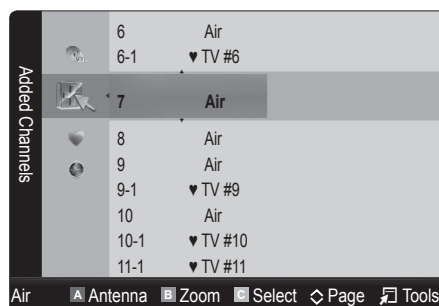 Added Channels
6 Air
6-1 ♥ TV #6
7 Air
8 Air
9 Air
9-1 ♥ TV #9
10 Air
10-1 ♥ TV #10
11-1 ♥ TV #11
Air A Antenna B Zoom C Select Page Tools